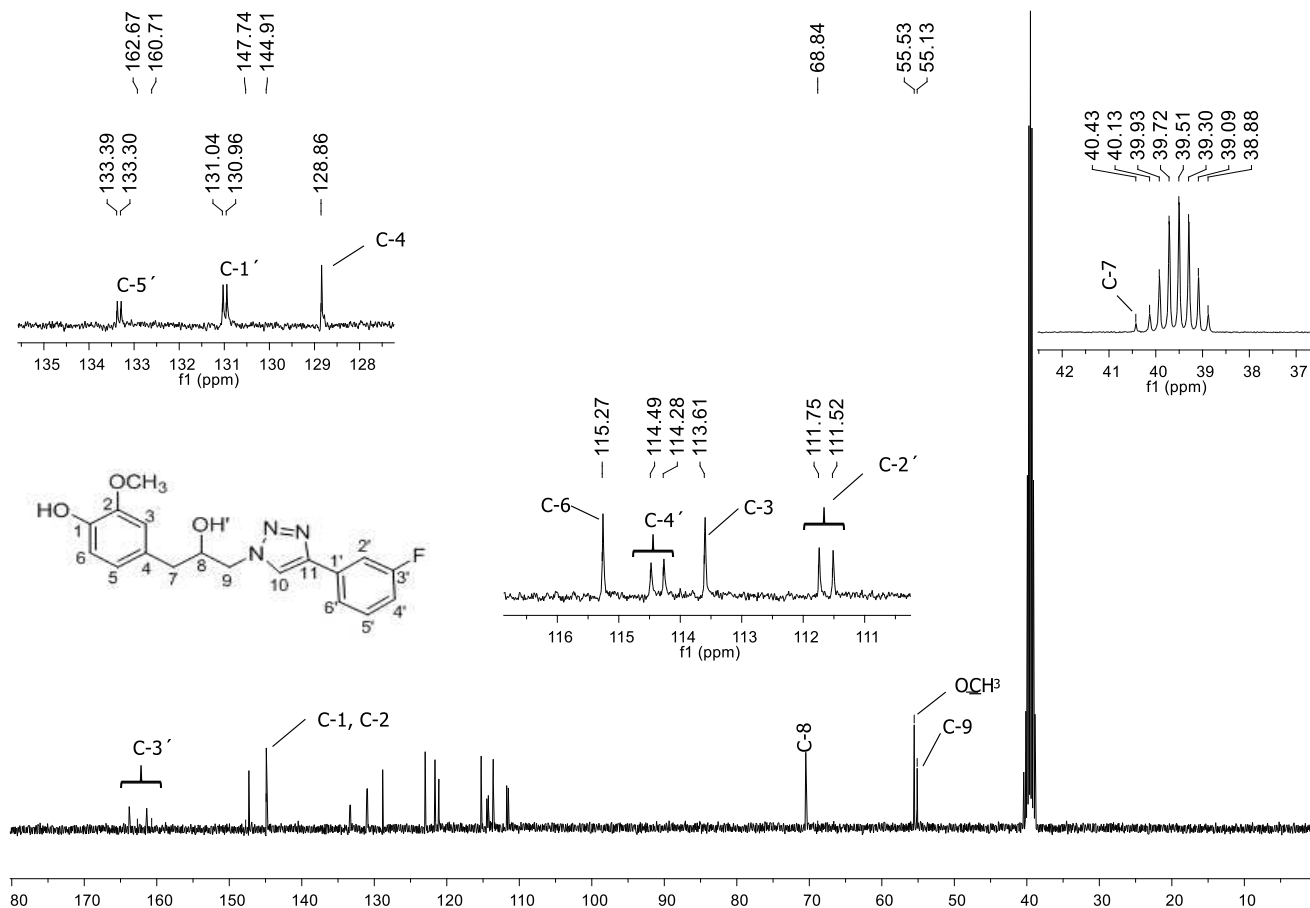 162.67
160.71
147.74
144.91
68.84
55.53
55.13
133.39
133.30
131.04
130.96
128.86
C-5´
C-1´
C-4
135 134 133 132 131 130 129 128
f1 (ppm)
40.43
40.13
39.93
39.72
39.51
39.30
39.09
38.88
C-7
42 41 40 39 38 37
f1 (ppm)
115.27
114.49
114.28
113.61
111.75
111.52
C-6
C-4´
C-3
C-2´
116 115 114 113 112 111
f1 (ppm)
OCH3
HO
1 2 3 4 5 6
7 8 9
OH'
N N N
10 11
1' 2' 3' 4' 5' 6'
F
C-3´
C-1, C-2
C-8
OCH3
C-9
80 170 160 150 140 130 120 110 100 90 80 70 60 50 40 30 20 10